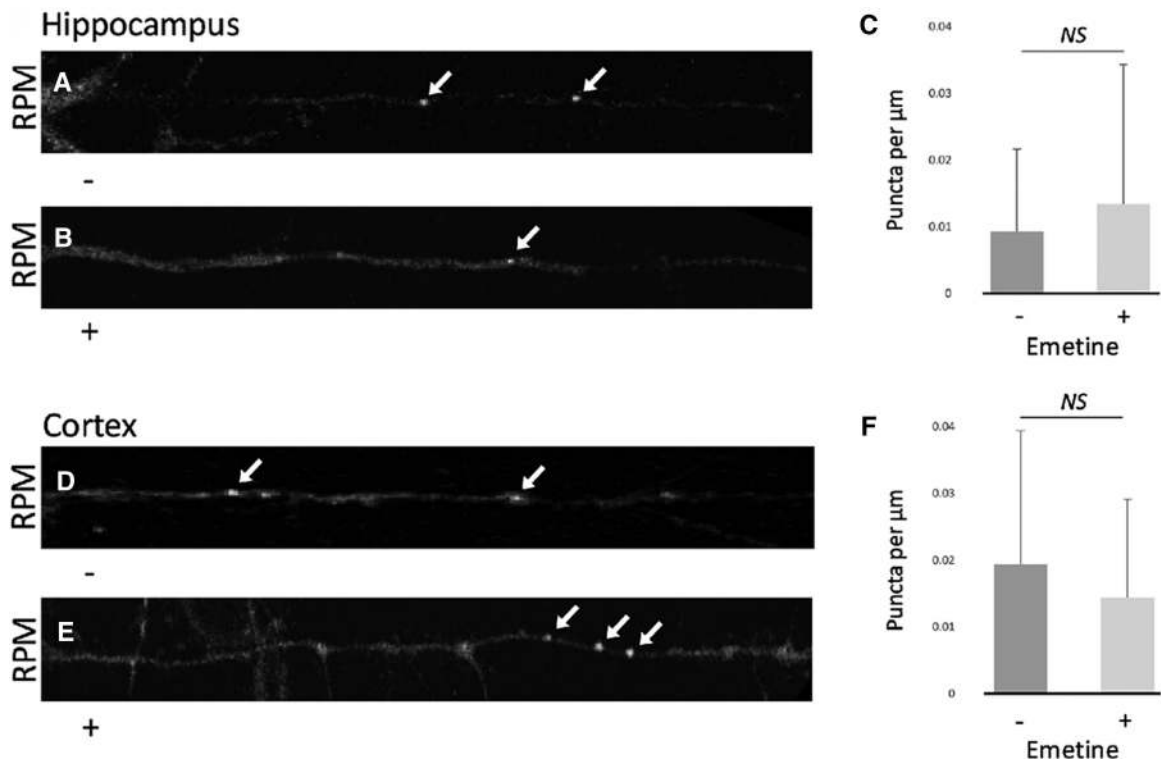 Hippocampus
RPM
A
-
RPM
B
+
C
NS
Puncta per µm
0.04
0.03
0.02
0.01
0
- +
Emetine
Cortex
RPM
D
-
RPM
E
+
F
NS
Puncta per µm
0.04
0.03
0.02
0.01
0
- +
Emetine